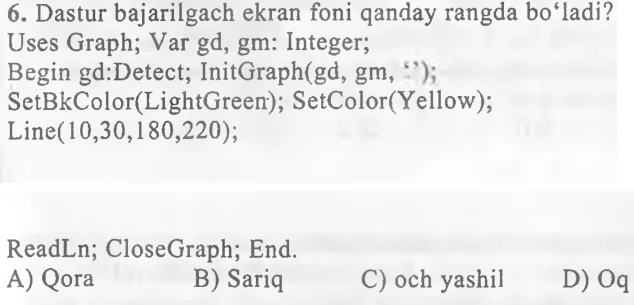 6. Dastur bajarilgach ekran foni qanday rangda bo‘ladi?
Uses Graph; Var gd, gm: Integer;
Begin gd:Detect; InitGraph(gd, gm, ‘’);
SetBkColor(LightGreen); SetColor(Yellow);
Line(10,30,180,220);
ReadLn; CloseGraph; End.
A) Qora B) Sariq C) och yashil D) Oq